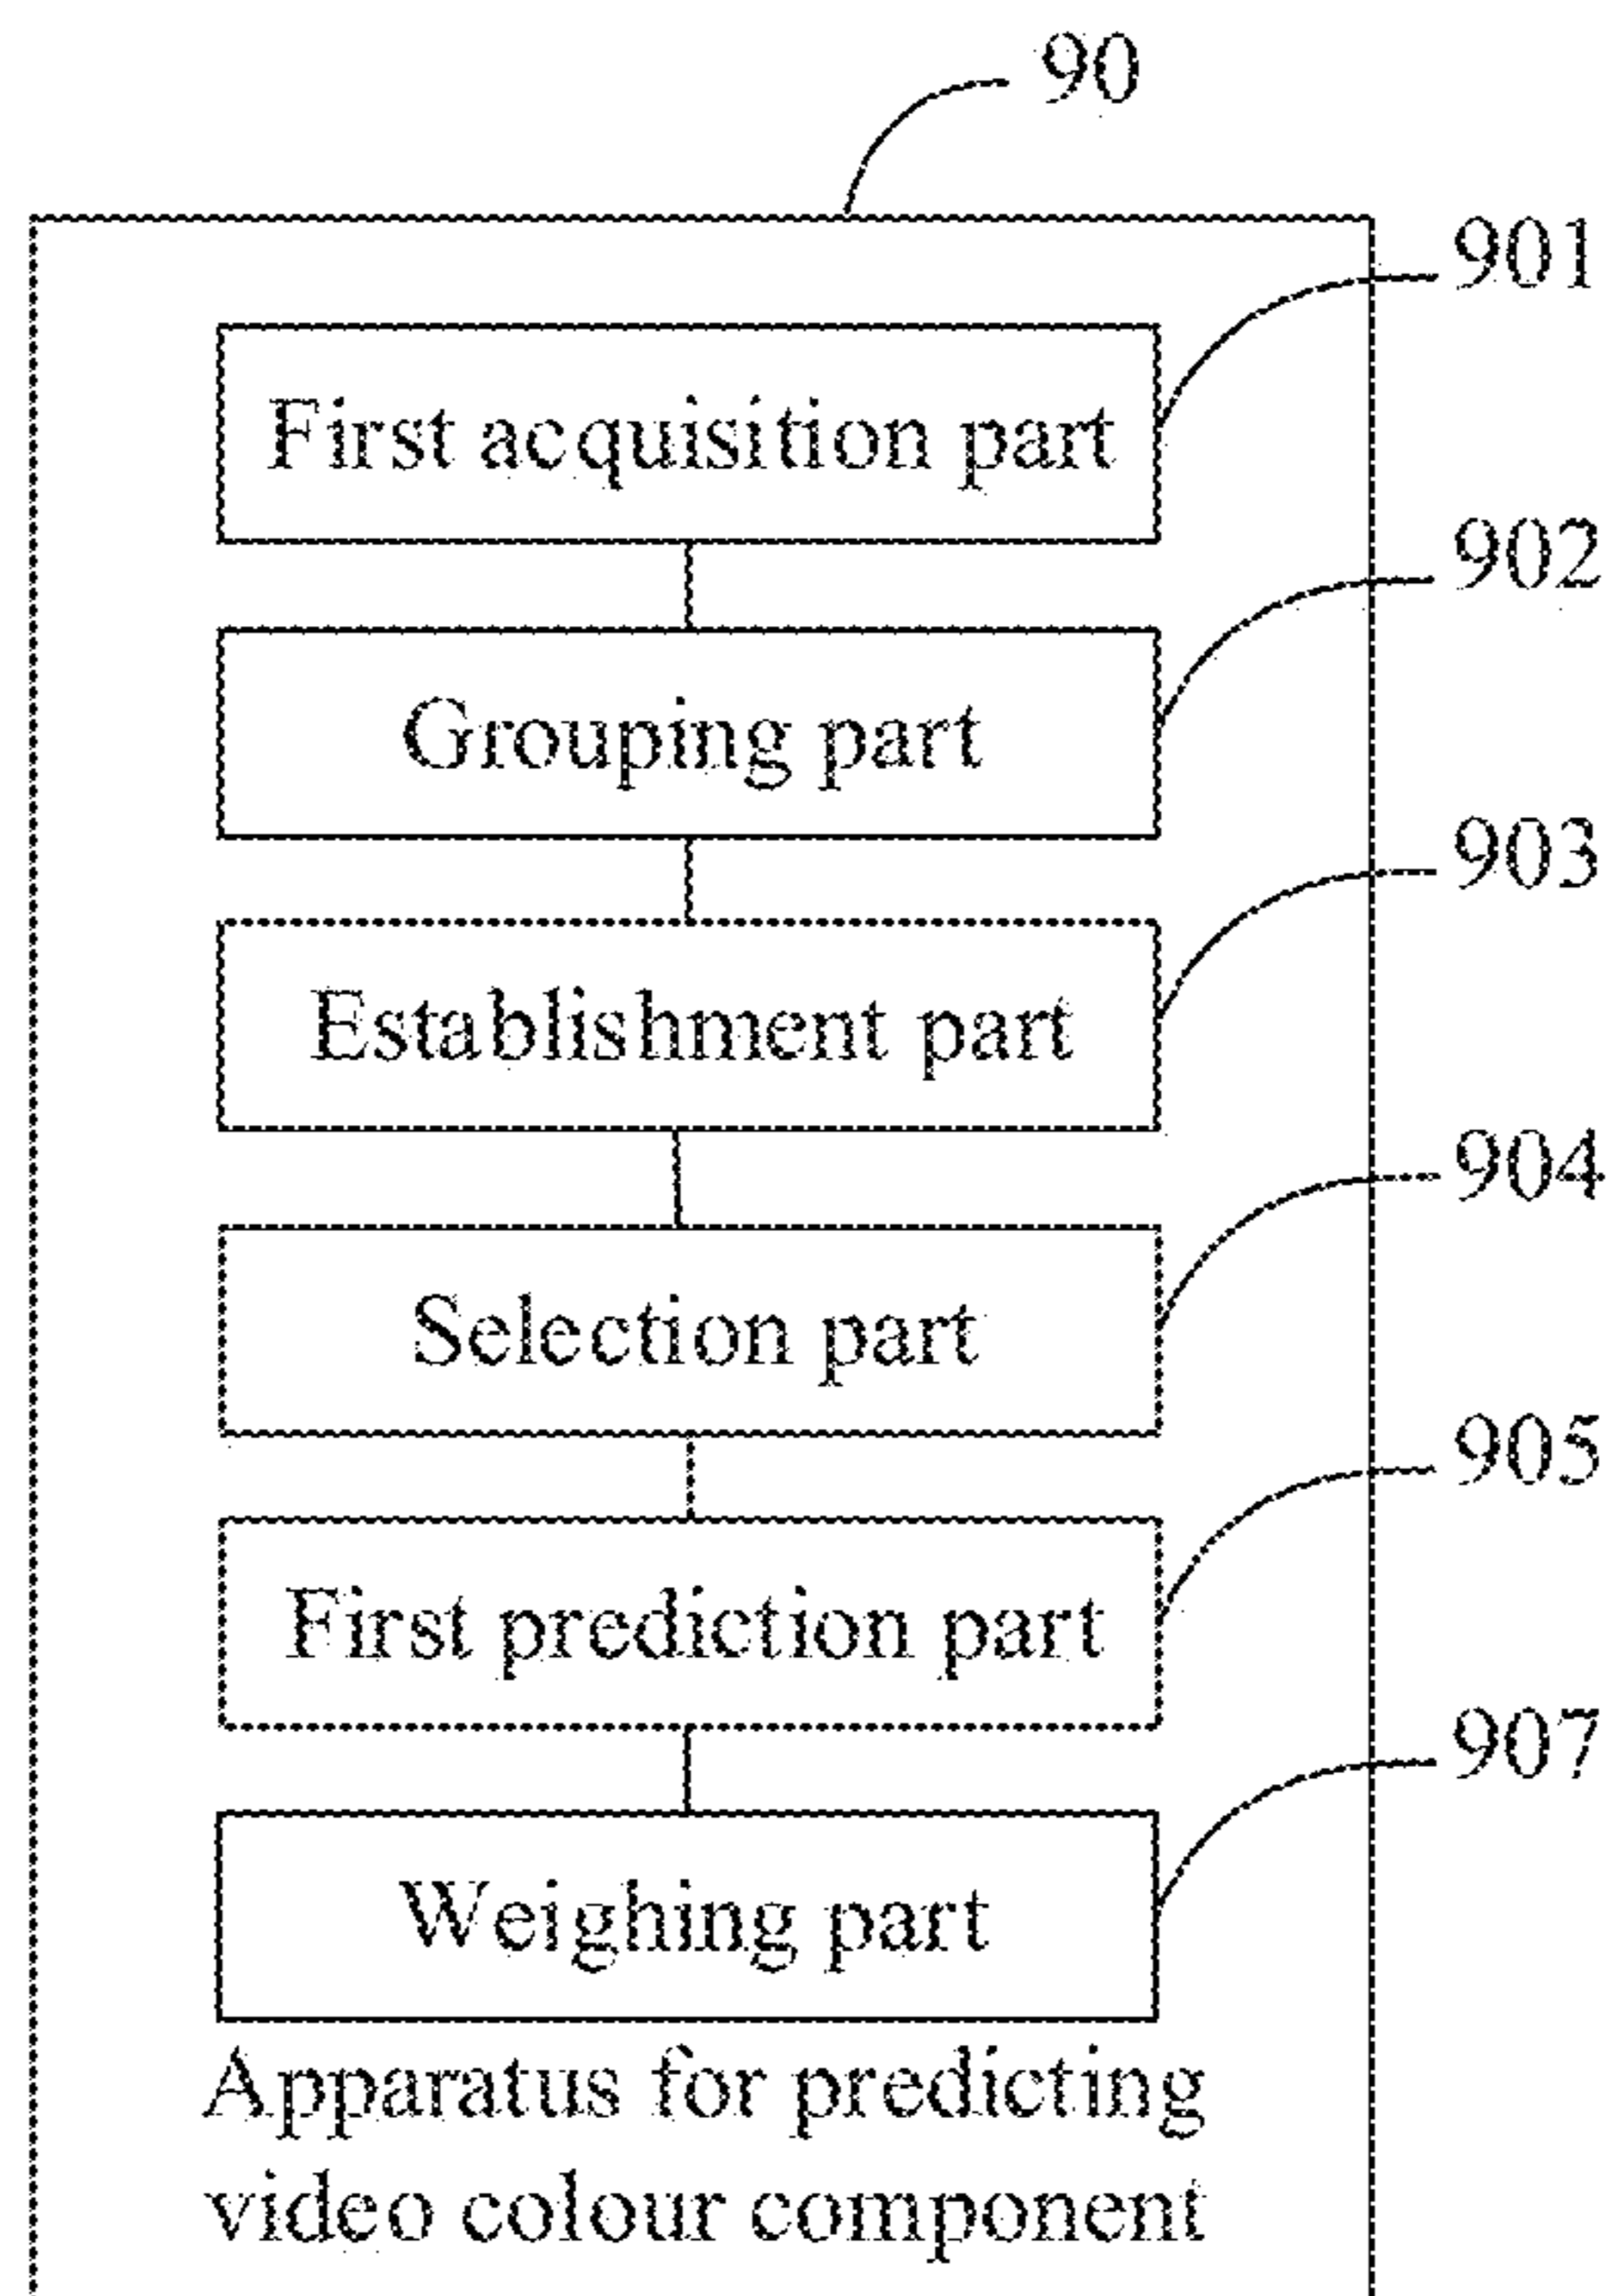 90
901
First acquisition part
902
Grouping part
903
Establishment part
904
Selection part
905
First prediction part
907
Weighing part
Apparatus for predicting
video colour component